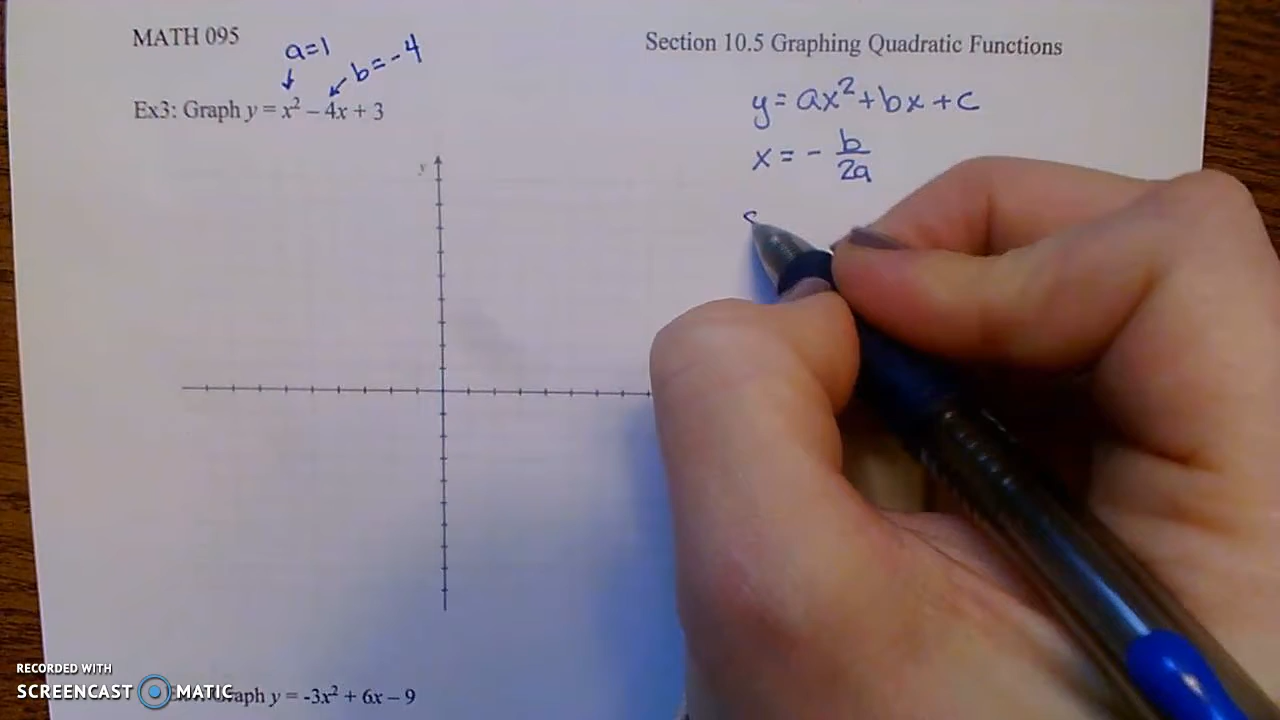 MATH 095
Section 10.5 Graphing Quadratic Functions
a=1
b=-4
Ex3: Graph y = x² – 4x + 3
y = ax² + bx + c
x = - b/2a
y
RECORDED WITH
SCREENCAST MATIC
Graph y = -3x² + 6x – 9